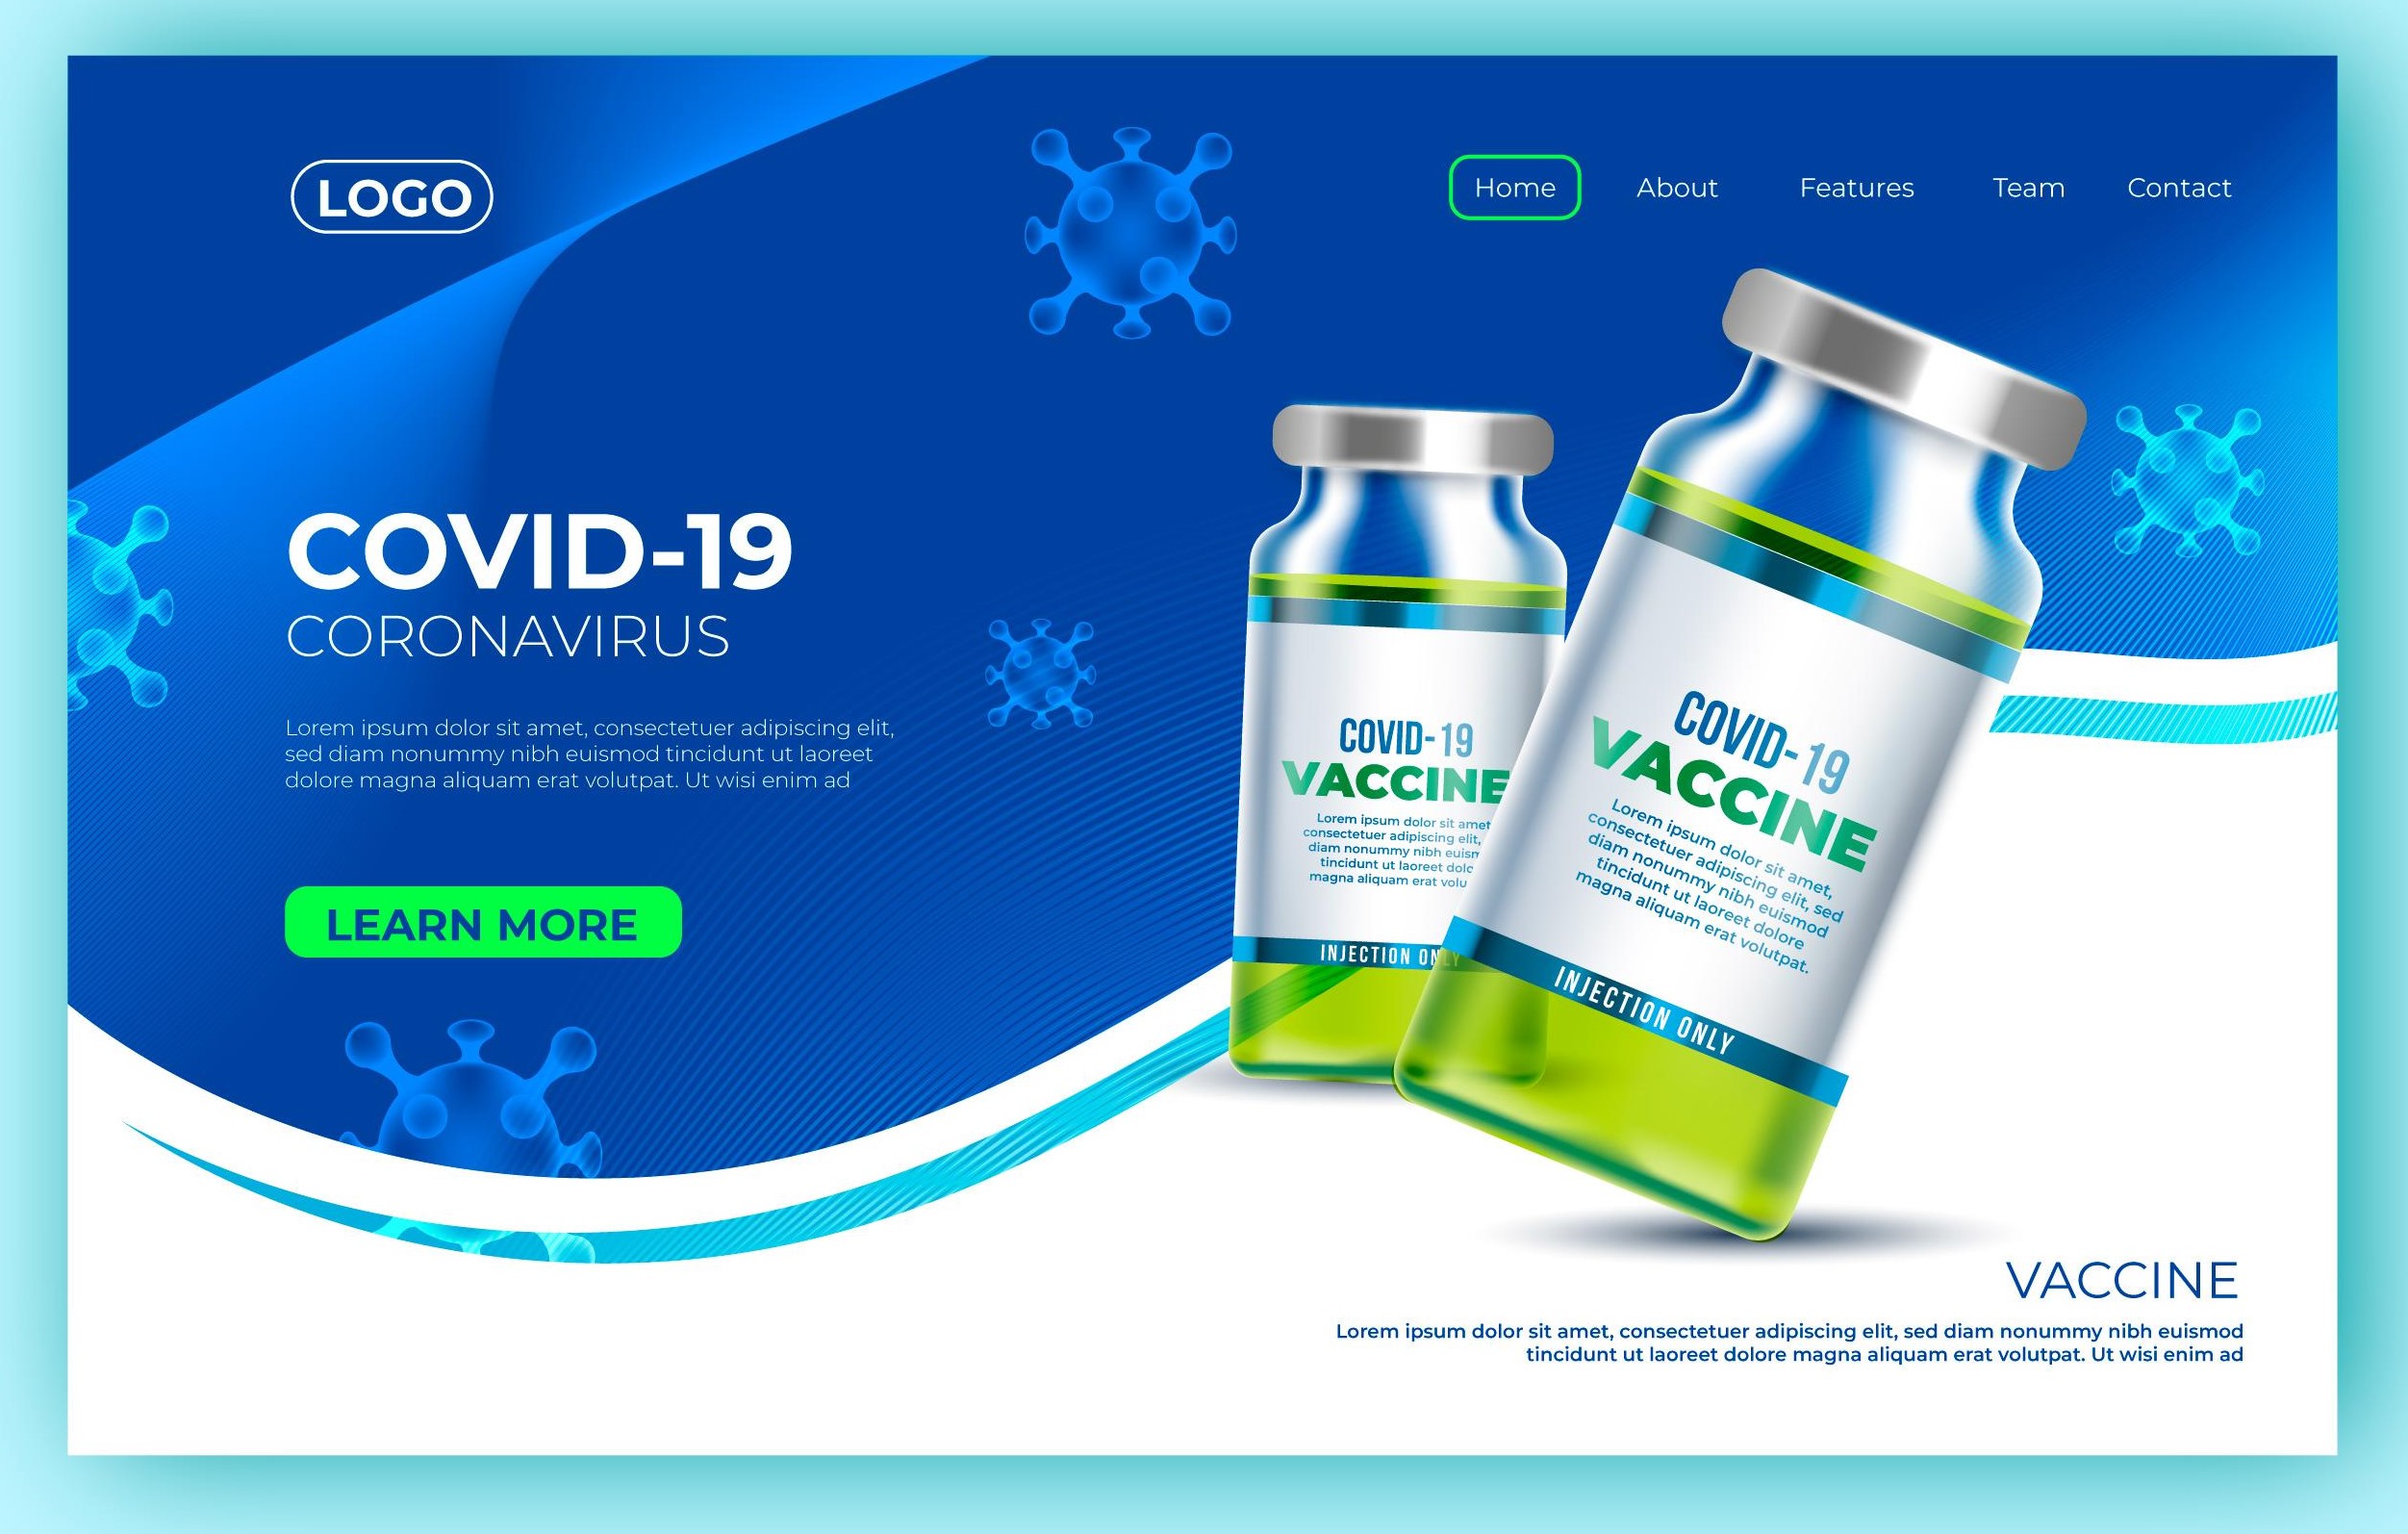 LOGO
Home About Features Team Contact
COVID-19
CORONAVIRUS
Lorem ipsum dolor sit amet, consectetuer adipiscing elit,
sed diam nonummy nibh euismod tincidunt ut laoreet
dolore magna aliquam erat volutpat. Ut wisi enim ad
LEARN MORE
COVID-19
VACCINE
Lorem ipsum dolor sit amet
consectetuer adipiscing elit,
diam nonummy nibh euism
tincidunt ut laoreet dolo
magna aliquam erat volu
INJECTION ONLY
COVID-19
VACCINE
Lorem ipsum dolor sit amet,
consectetuer adipiscing elit, sed
diam nonummy nibh euismod
tincidunt ut laoreet dolore
magna aliquam erat volutpat.
INJECTION ONLY
VACCINE
Lorem ipsum dolor sit amet, consectetuer adipiscing elit, sed diam nonummy nibh euismod
tincidunt ut laoreet dolore magna aliquam erat volutpat. Ut wisi enim ad